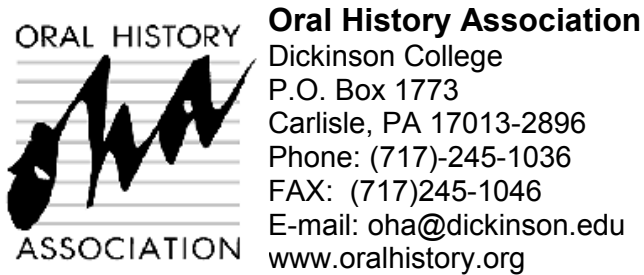 ORAL HISTORY
oha
ASSOCIATION
Oral History Association
Dickinson College
P.O. Box 1773
Carlisle, PA 17013-2896
Phone: (717)-245-1036
FAX:  (717)245-1046
E-mail: oha@dickinson.edu
www.oralhistory.org